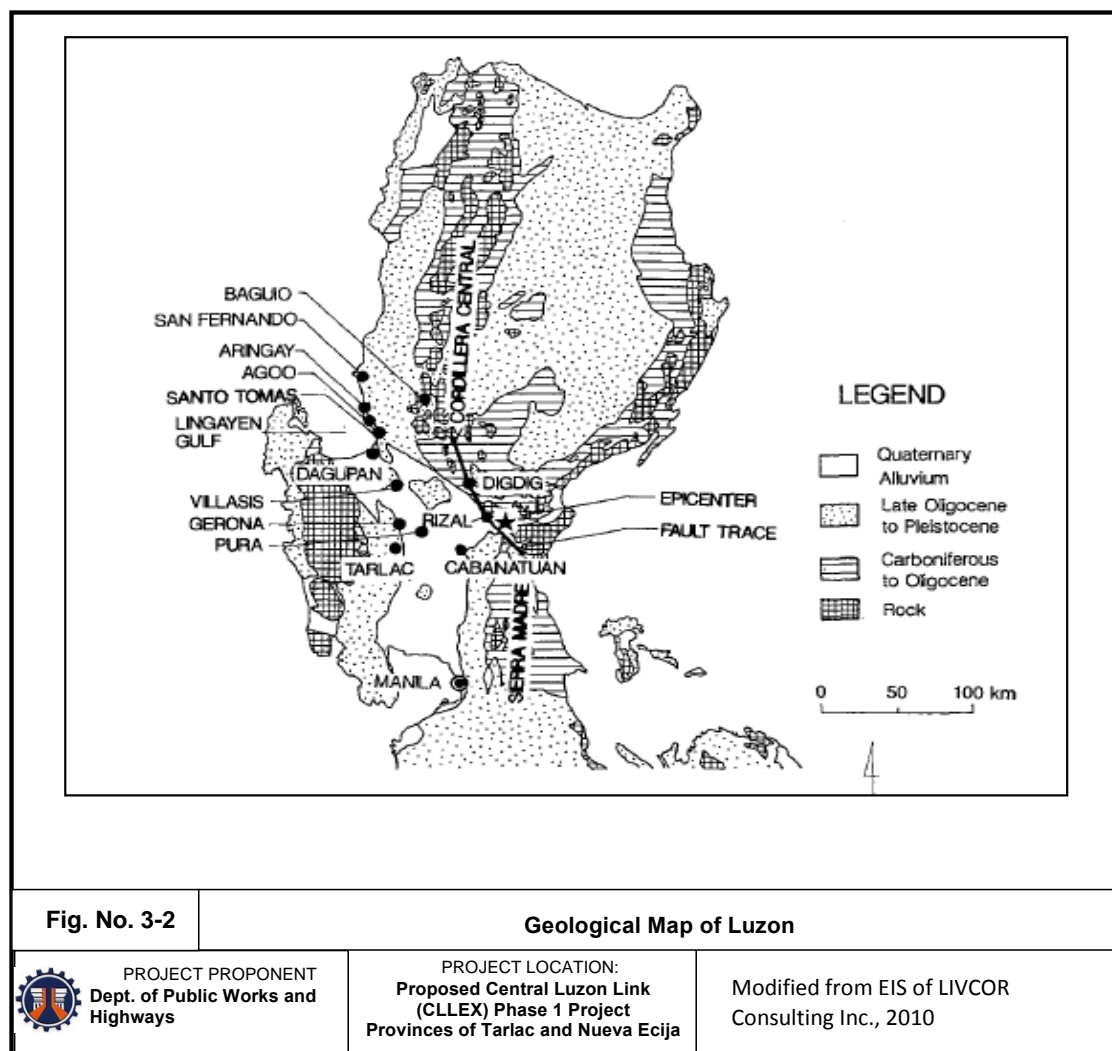 BAGUIO
SAN FERNANDO
ARINGAY
AGOO
SANTO TOMAS
LINGAYEN
GULF
DAGUPAN
VILLASIS
GERONA
PURA
TARLAC
MANILA
CORDILLERA CENTRAL
DIGDIG
RIZAL
CABANATUAN
SIERRA MADRE
EPICENTER
FAULT TRACE
LEGEND
Quaternary
Alluvium
Late Oligocene
to Pleistocene
Carboniferous
to Oligocene
Rock
0 50 100 km
Fig. No. 3-2
Geological Map of Luzon
PROJECT PROPONENT
Dept. of Public Works and
Highways
PROJECT LOCATION:
Proposed Central Luzon Link
(CLLEX) Phase 1 Project
Provinces of Tarlac and Nueva Ecija
Modified from EIS of LIVCOR
Consulting Inc., 2010